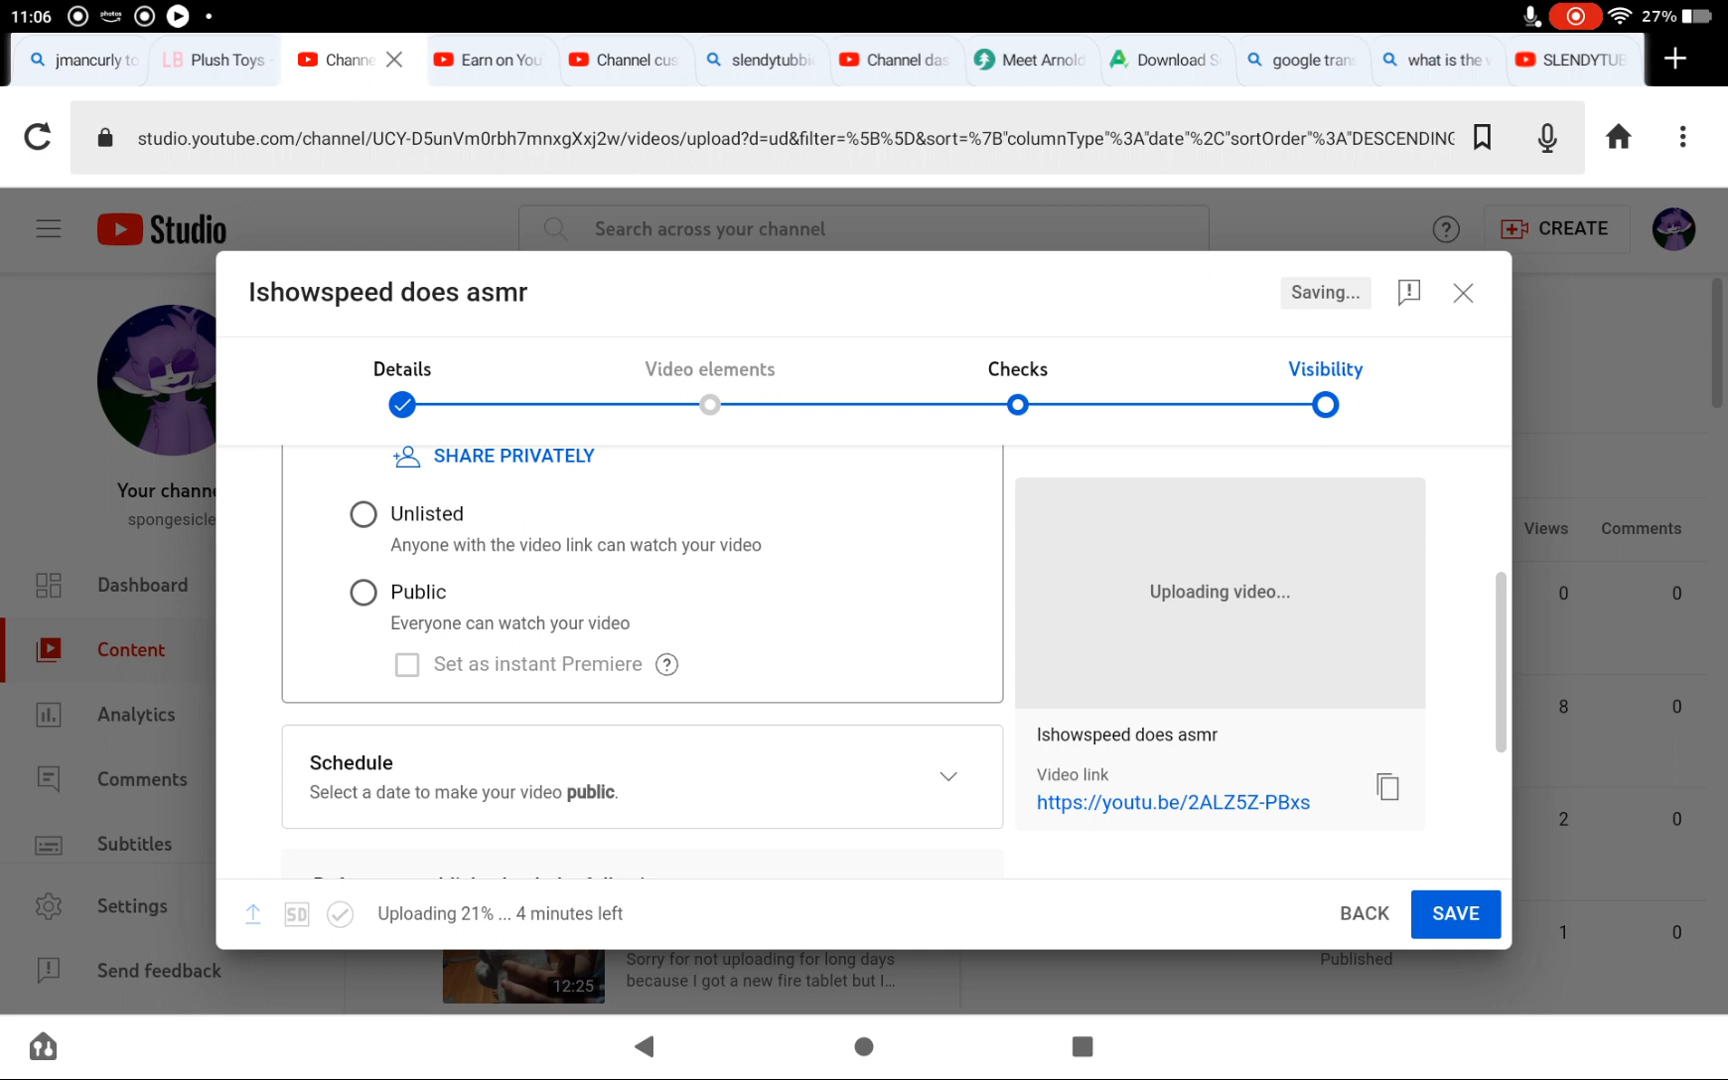 11:06
photos
27%
jmancurly to
LB Plush Toys -
Channe
Earn on You
Channel cus
slendytubbi
Channel das
Meet Arnold
Download S
google tran
what is the v
SLENDYTUB
studio.youtube.com/channel/UCY-D5unVm0rbh7mnxgXxj2w/videos/upload?d=ud&filter=%5B%5D&sort=%7B"columnType"%3A"date"%2C"sortOrder"%3A"DESCENDING
Studio
Search across your channel
CREATE
Ishowspeed does asmr
Saving...
Details
Video elements
Checks
Visibility
SHARE PRIVATELY
Unlisted
Anyone with the video link can watch your video
Public
Everyone can watch your video
Set as instant Premiere
Schedule
Select a date to make your video public.
Uploading video...
Ishowspeed does asmr
Video link
https://youtu.be/2ALZ5Z-PBxs
SD
Uploading 21% ... 4 minutes left
BACK
SAVE
Your channe
spongesicle
Dashboard
Content
Analytics
Comments
Subtitles
Settings
Send feedback
Views
Comments
0
0
8
0
2
0
1
0
12:25
Sorry for not uploading for long days
because I got a new fire tablet but I...
Published